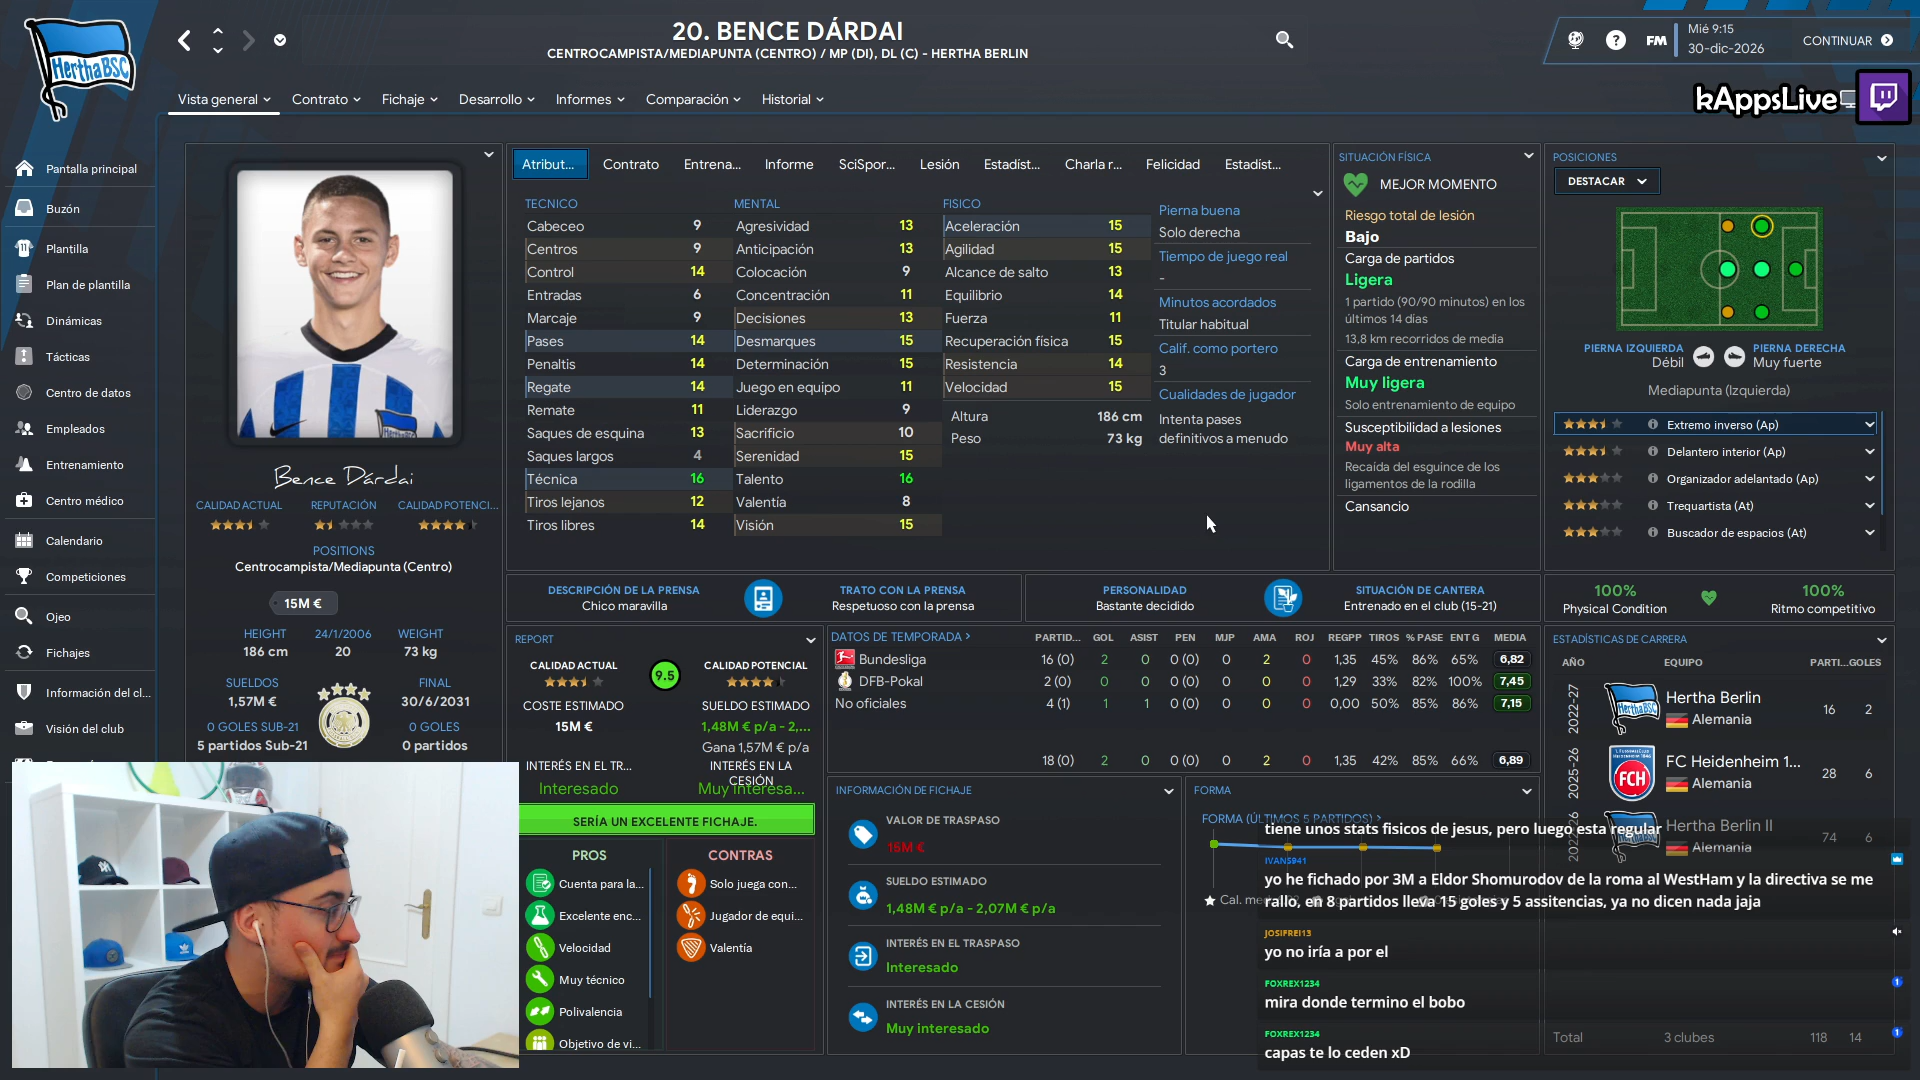 20. BENCE DÁRDAI
CENTROCAMPISTA/MEDIAPUNTA (CENTRO) / MP (DI), DL (C) - HERTHA BERLIN
Mié 9:15
30-dic-2026
FM
CONTINUAR
HerthaBSC
kAppsLive
Vista general
Contrato
Fichaje
Desarrollo
Informes
Comparación
Historial
Pantalla principal
Buzón
Plantilla
Plan de plantilla
Dinámicas
Tácticas
Centro de datos
Empleados
Entrenamiento
Centro médico
Calendario
Competiciones
Ojeo
Fichajes
Información del cl...
Visión del club
Bence Dárdai
CALIDAD ACTUAL
REPUTACIÓN
CALIDAD POTENCI...
POSITIONS
Centrocampista/Mediapunta (Centro)
15M €
HEIGHT 24/1/2006 WEIGHT
186 cm 20 73 kg
SUELDOS FINAL
1,57M € 30/6/2031
0 GOLES SUB-21 0 GOLES
5 partidos Sub-21 0 partidos
Atribut...
Contrato
Entrena...
Informe
SciSpor...
Lesión
Estadíst...
Charla r...
Felicidad
Estadíst...
TECNICO
Cabeceo 9
Centros 9
Control 14
Entradas 6
Marcaje 9
Pases 14
Penaltis 14
Regate 14
Remate 11
Saques de esquina 13
Saques largos 4
Técnica 16
Tiros lejanos 12
Tiros libres 14
MENTAL
Agresividad 13
Anticipación 13
Colocación 9
Concentración 11
Decisiones 13
Desmarques 15
Determinación 15
Juego en equipo 11
Liderazgo 9
Sacrificio 10
Serenidad 15
Talento 16
Valentía 8
Visión 15
FISICO
Aceleración 15
Agilidad 15
Alcance de salto 13
Equilibrio 14
Fuerza 11
Recuperación física 15
Resistencia 14
Velocidad 15
Altura 186 cm
Peso 73 kg
Pierna buena
Solo derecha
Tiempo de juego real
-
Minutos acordados
Titular habitual
Calif. como portero
3
Cualidades de jugador
Intenta pases
definitivos a menudo
SITUACIÓN FÍSICA
MEJOR MOMENTO
Riesgo total de lesión
Bajo
Carga de partidos
Ligera
1 partido (90/90 minutos) en los
últimos 14 días
13,8 km recorridos de media
Carga de entrenamiento
Muy ligera
Solo entrenamiento de equipo
Susceptibilidad a lesiones
Muy alta
Recaída del esguince de los
ligamentos de la rodilla
Cansancio
POSICIONES
DESTACAR
PIERNA IZQUIERDA
Débil
PIERNA DERECHA
Muy fuerte
Mediapunta (Izquierda)
Extremo inverso (Ap)
Delantero interior (Ap)
Organizador adelantado (Ap)
Trequartista (At)
Buscador de espacios (At)
DESCRIPCIÓN DE LA PRENSA
Chico maravilla
TRATO CON LA PRENSA
Respetuoso con la prensa
PERSONALIDAD
Bastante decidido
SITUACIÓN DE CANTERA
Entrenado en el club (15-21)
100%
Physical Condition
100%
Ritmo competitivo
REPORT
CALIDAD ACTUAL
9.5
CALIDAD POTENCIAL
COSTE ESTIMADO
15M €
SUELDO ESTIMADO
1,48M € p/a - 2,...
Gana 1,57M € p/a
INTERÉS EN EL TR...
Interesado
INTERÉS EN LA
CESIÓN
Muy interesa...
SERÍA UN EXCELENTE FICHAJE.
PROS
Cuenta para la...
Excelente enc...
Velocidad
Muy técnico
Polivalencia
Objetivo de vi...
CONTRAS
Solo juega con...
Jugador de equi...
Valentía
DATOS DE TEMPORADA PARTID... GOL ASIST PEN MJP AMA ROJ REGPP TIROS % PASE ENT G MEDIA
Bundesliga 16 (0) 2 0 0 (0) 0 2 0 1,35 45% 86% 65% 6,82
DFB-Pokal 2 (0) 0 0 0 (0) 0 0 0 1,29 33% 82% 100% 7,45
No oficiales 4 (1) 1 1 0 (0) 0 0 0 0,00 50% 85% 86% 7,15
18 (0) 2 0 0 (0) 0 2 0 1,35 42% 85% 66% 6,89
INFORMACIÓN DE FICHAJE
VALOR DE TRASPASO
15M €
SUELDO ESTIMADO
1,48M € p/a - 2,07M € p/a
INTERÉS EN EL TRASPASO
Interesado
INTERÉS EN LA CESIÓN
Muy interesado
FORMA
FORMA (ÚLTIMOS 5 PARTIDOS)
ESTADÍSTICAS DE CARRERA
AÑO EQUIPO PARTI... GOLES
2022-27 Hertha Berlin 16 2
Alemania
2025-26 FC Heidenheim 1... 28 6
Alemania
Hertha Berlin II 74 6
Alemania
Total 3 clubes 118 14
tiene unos stats fisicos de jesus, pero luego esta regular
IVANS941
yo he fichado por 3M a Eldor Shomurodov de la roma al WestHam y la directiva se me
rallo, en 8 partidos lleva 15 goles y 5 assitencias, ya no dicen nada jaja
JOSIFREI13
yo no iría a por el
FOXREX1234
mira donde termino el bobo
FOXREX1234
capas te lo ceden xD